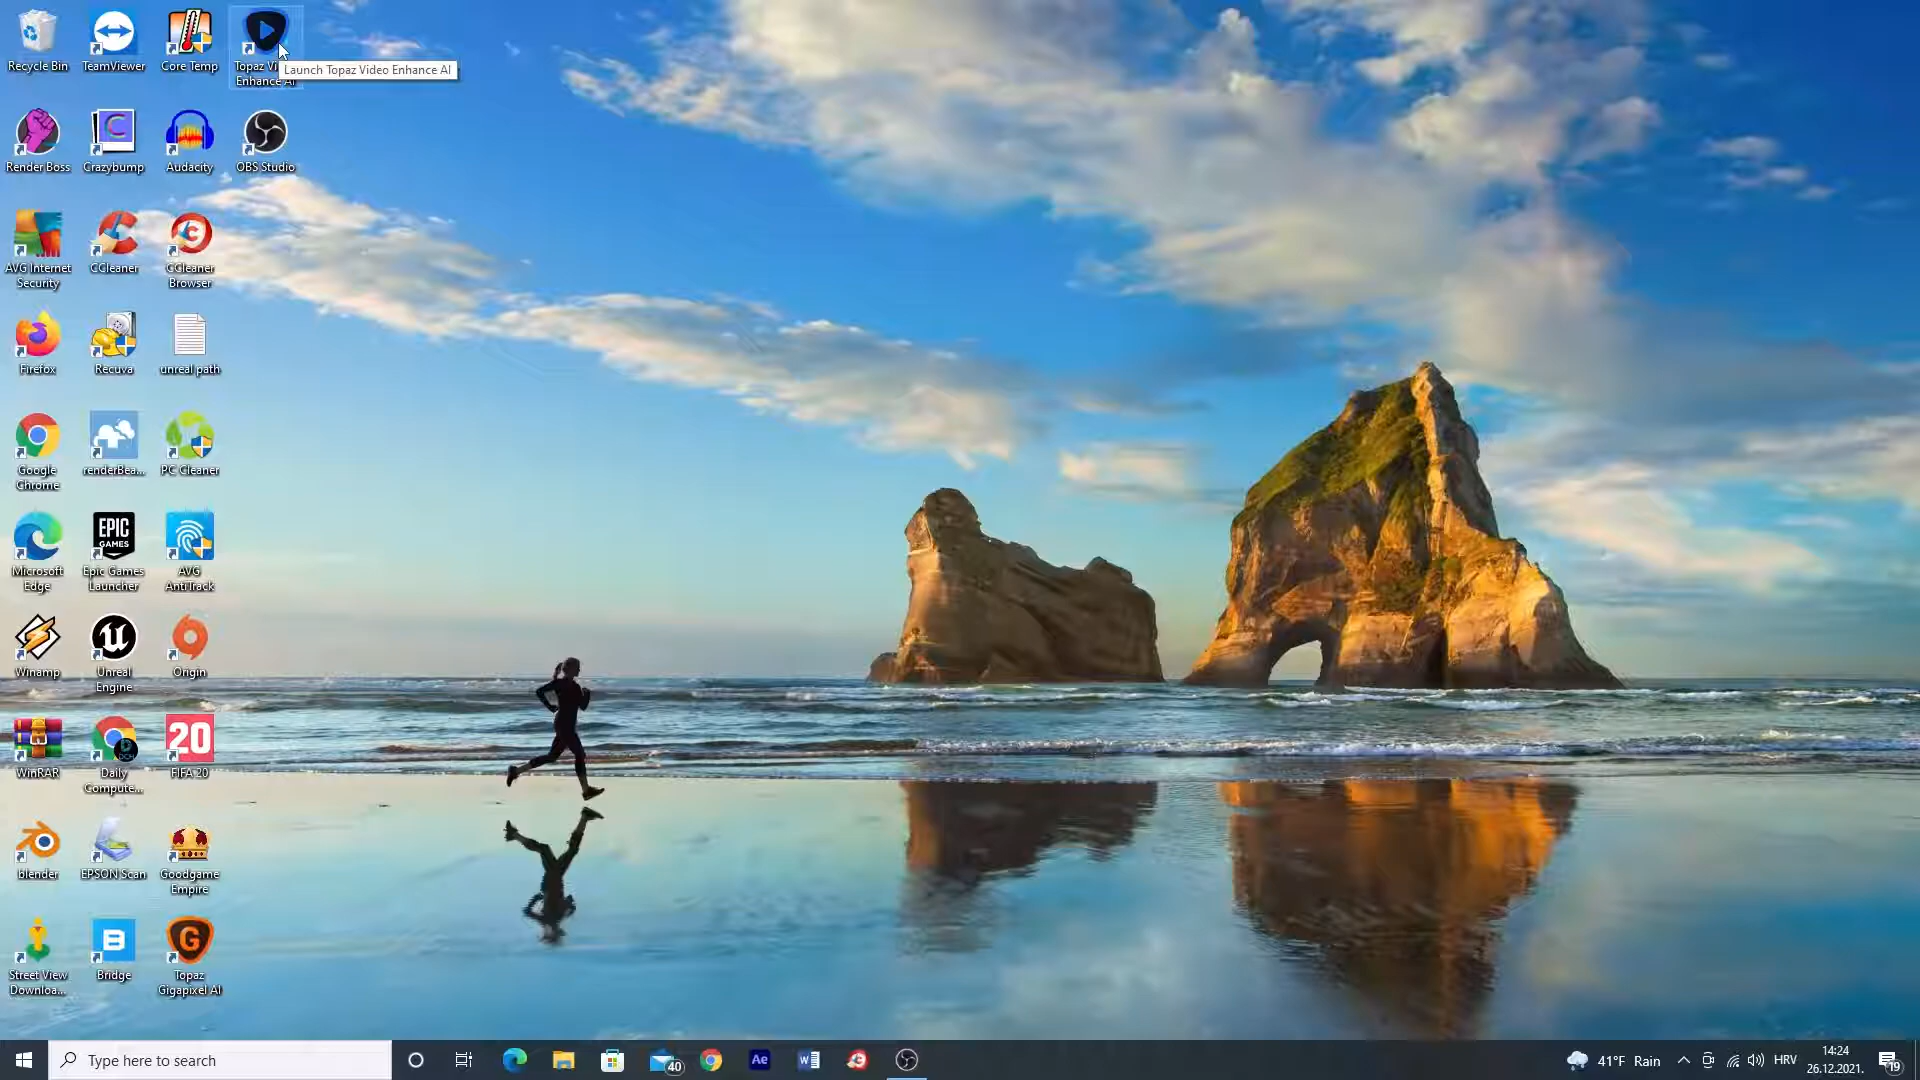 Recycle Bin
TeamViewer
Core Temp
Topaz Vi
Enhance AI
Launch Topaz Video Enhance AI
Render Boss
Crazybump
Audacity
OBS Studio
AVG Internet
Security
CCleaner
CCleaner
Browser
Firefox
Recuva
unreal path
Google
Chrome
renderBea...
PC Cleaner
Microsoft
Edge
EPIC
GAMES
Epic Games
Launcher
AVG
AntiTrack
Winamp
Unreal
Engine
Origin
WinRAR
Daily
Compute...
20
FIFA 20
blender
EPSON Scan
Goodgame
Empire
Street View
Downloa...
B
Bridge
G
Topaz
Gigapixel AI
Type here to search
40
Ae
W
41°F Rain
HRV
14:24
26.12.2021.
19